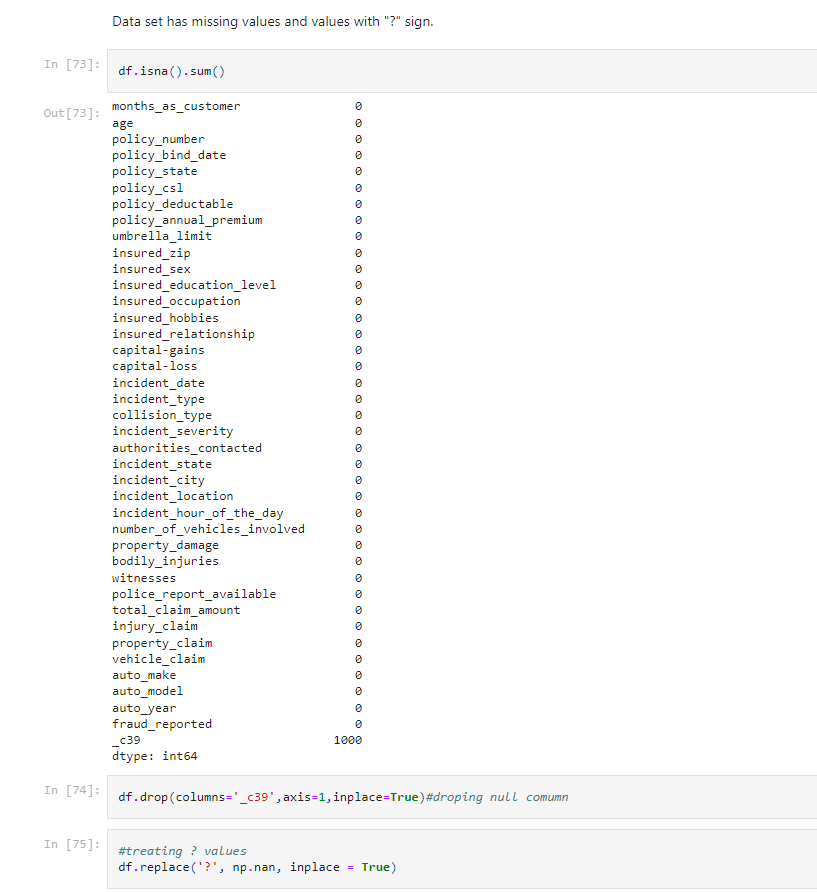 Data set has missing values and values with "?" sign.
In [73]:
df.isna().sum()
Out[73]:
months_as_customer 0
age 0
policy_number 0
policy_bind_date 0
policy_state 0
policy_csl 0
policy_deductable 0
policy_annual_premium 0
umbrella_limit 0
insured_zip 0
insured_sex 0
insured_education_level 0
insured_occupation 0
insured_hobbies 0
insured_relationship 0
capital-gains 0
capital-loss 0
incident_date 0
incident_type 0
collision_type 0
incident_severity 0
authorities_contacted 0
incident_state 0
incident_city 0
incident_location 0
incident_hour_of_the_day 0
number_of_vehicles_involved 0
property_damage 0
bodily_injuries 0
witnesses 0
police_report_available 0
total_claim_amount 0
injury_claim 0
property_claim 0
vehicle_claim 0
auto_make 0
auto_model 0
auto_year 0
fraud_reported 0
_c39 1000
dtype: int64
In [74]:
df.drop(columns='_c39',axis=1,inplace=True)#droping null comumn
In [75]:
#treating ? values
df.replace('?', np.nan, inplace = True)